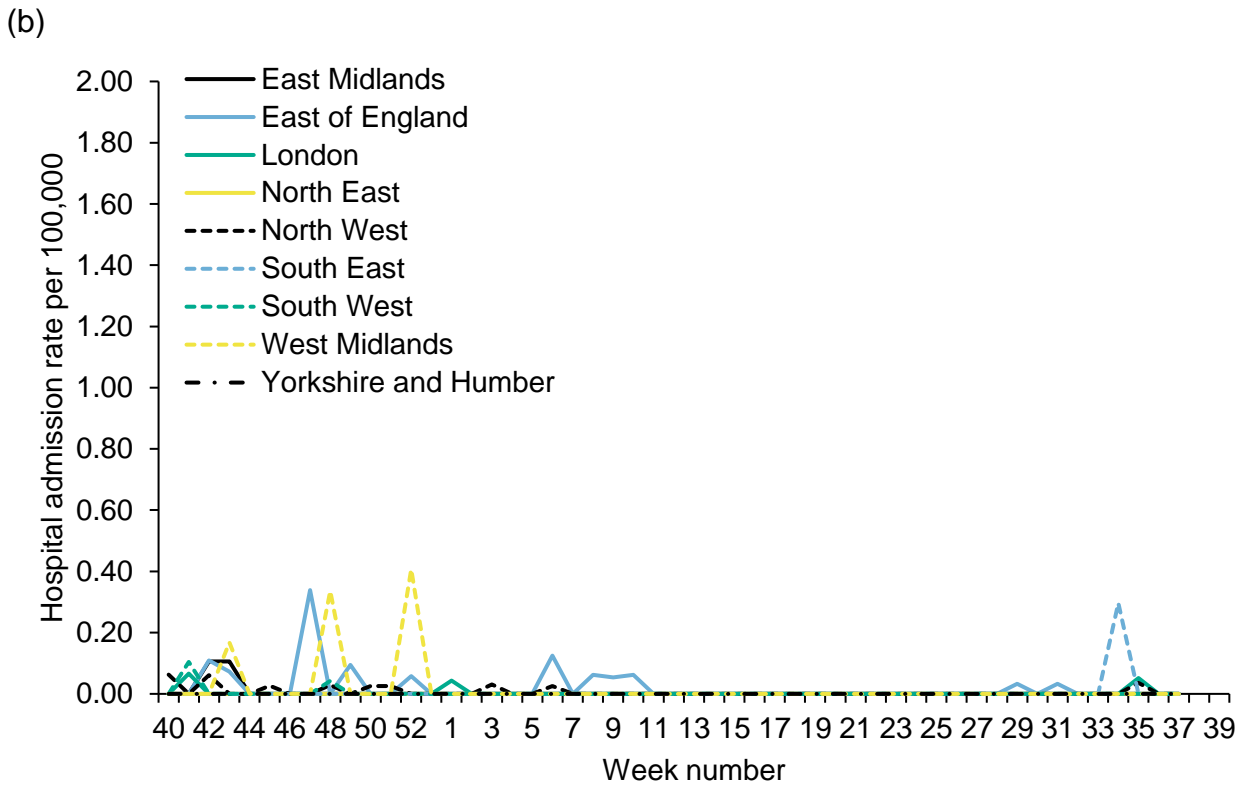 (b)
2.00
1.80
1.60
1.40
1.20
1.00
0.80
0.60
0.40
0.20
0.00
Hospital admission rate per 100,000
East Midlands
East of England
London
North East
North West
South East
South West
West Midlands
Yorkshire and Humber
40 42 44 46 48 50 52 1 3 5 7 9 11 13 15 17 19 21 23 25 27 29 31 33 35 37 39
Week number